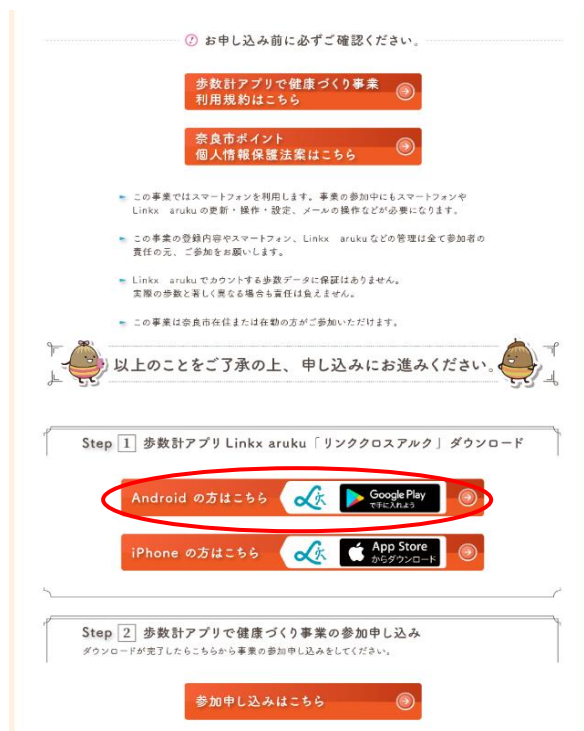 お申し込み前に必ずご確認ください。
歩数計アプリで健康づくり事業
利用規約はこちら
奈良市ポイント
個人情報保護法案はこちら
この事業ではスマートフォンを利用します。事業の参加中にもスマートフォンや
Linkx arukuの更新・操作・設定、メールの操作などが必要になります。
この事業の登録内容やスマートフォン、Linkx arukuなどの管理は全て参加者の
責任の元、ご参加をお願いします。
Linkx arukuでカウントする歩数データに保証はありません。
実際の歩数と著しく異なる場合も責任は負えません。
この事業は奈良市在住または在勤の方がご参加いただけます。
以上のことをご了承の上、申し込みにお進みください。
Step 1 歩数計アプリ Linkx aruku「リンククロスアルク」ダウンロード
Android の方はこちら
Google Play
で手に入れよう
iPhone の方はこちら
App Store
からダウンロード
Step 2 歩数計アプリで健康づくり事業の参加申し込み
ダウンロードが完了したらこちらから事業の参加申し込みをしてください。
参加申し込みはこちら